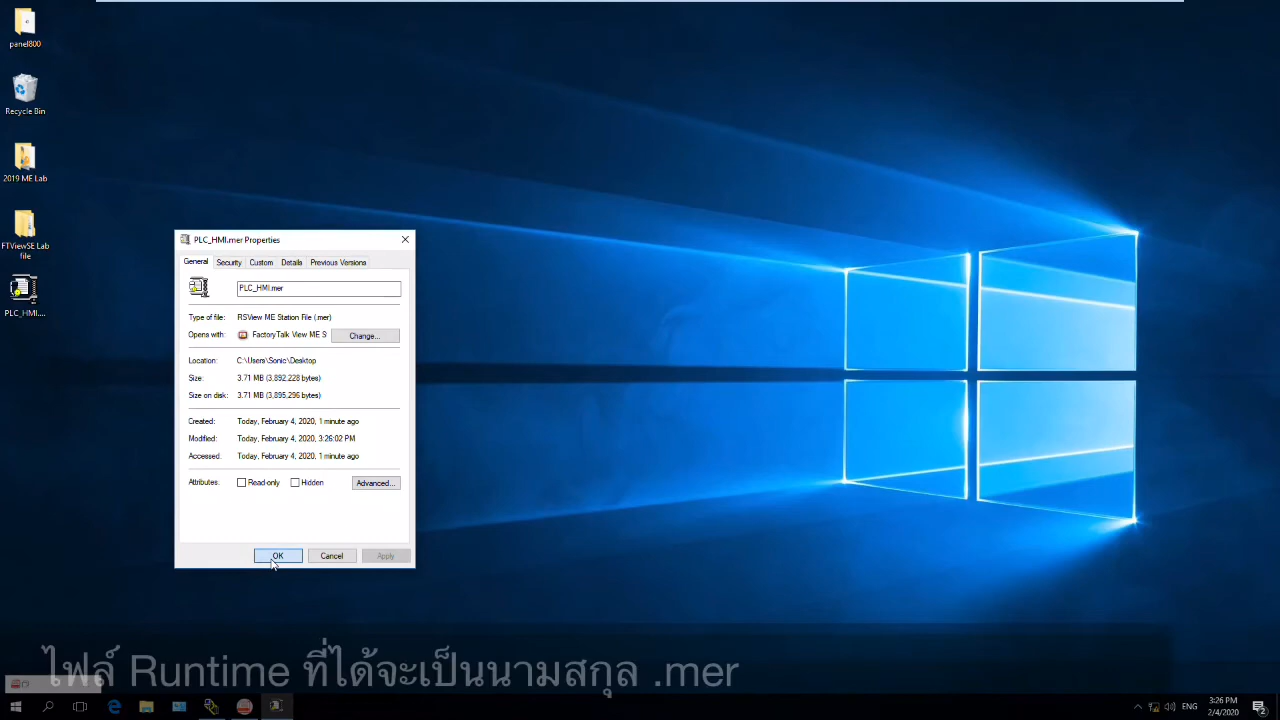 panel800
Recycle Bin
2019 ME Lab
FTViewSE Lab
file
PLC_HMI....
PLC_HMI.mer Properties
General Security Custom Details Previous Versions
PLC_HMI.mer
Type of file: RSView ME Station File (.mer)
Opens with: FactoryTalk View ME S Change...
Location: C:\Users\Sonic\Desktop
Size: 3.71 MB (3,892,228 bytes)
Size on disk: 3.71 MB (3,895,296 bytes)
Created: Today, February 4, 2020, 1 minute ago
Modified: Today, February 4, 2020, 3:26:02 PM
Accessed: Today, February 4, 2020, 1 minute ago
Attributes: Read-only Hidden Advanced...
OK Cancel Apply
ไฟล์ Runtime ที่ได้จะเป็นนามสกุล .mer
ENG
3:26 PM
2/4/2020
2